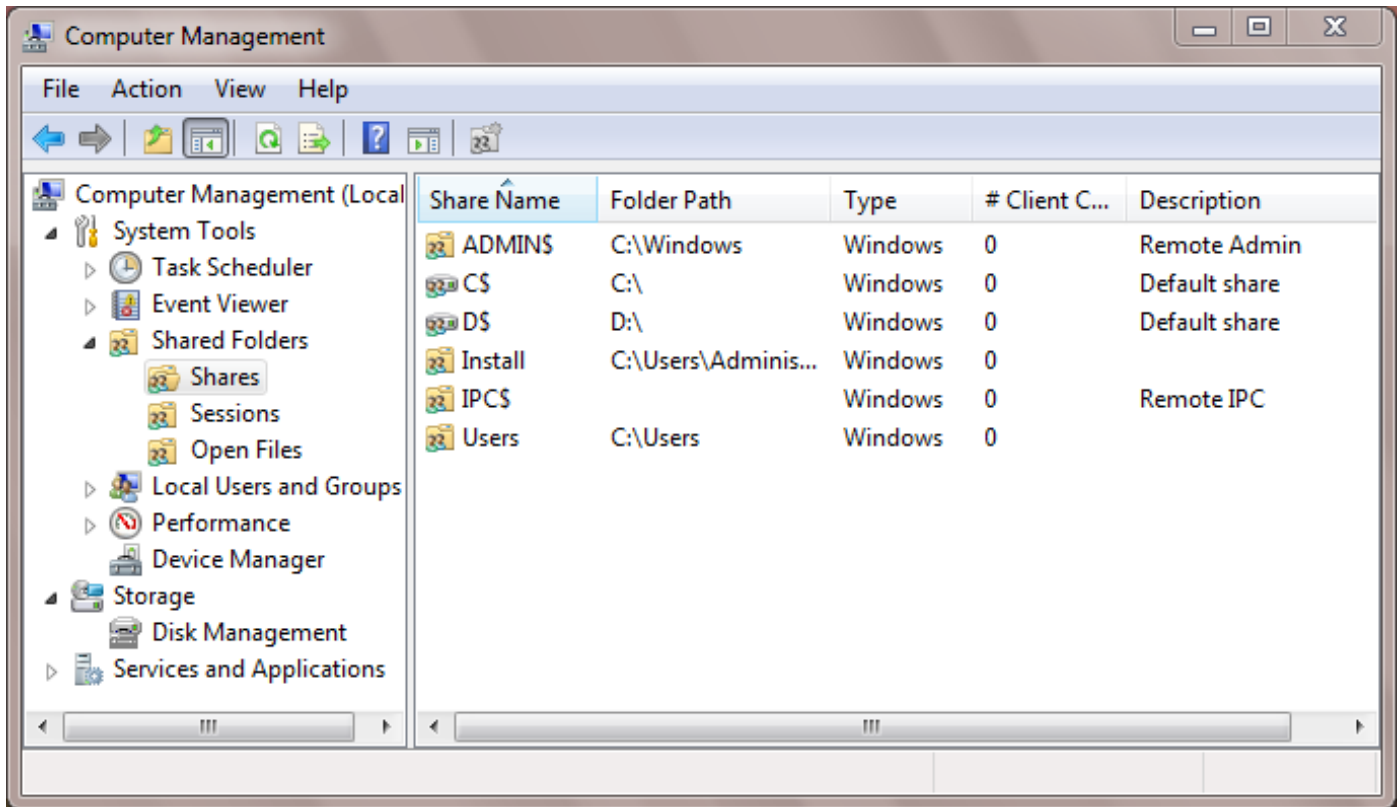 Computer Management
File Action View Help
Computer Management (Local
System Tools
Task Scheduler
Event Viewer
Shared Folders
Shares
Sessions
Open Files
Local Users and Groups
Performance
Device Manager
Storage
Disk Management
Services and Applications
Share Name Folder Path Type # Client C... Description
ADMIN$ C:\Windows Windows 0 Remote Admin
C$ C:\ Windows 0 Default share
D$ D:\ Windows 0 Default share
Install C:\Users\Adminis... Windows 0
IPC$ Windows 0 Remote IPC
Users C:\Users Windows 0